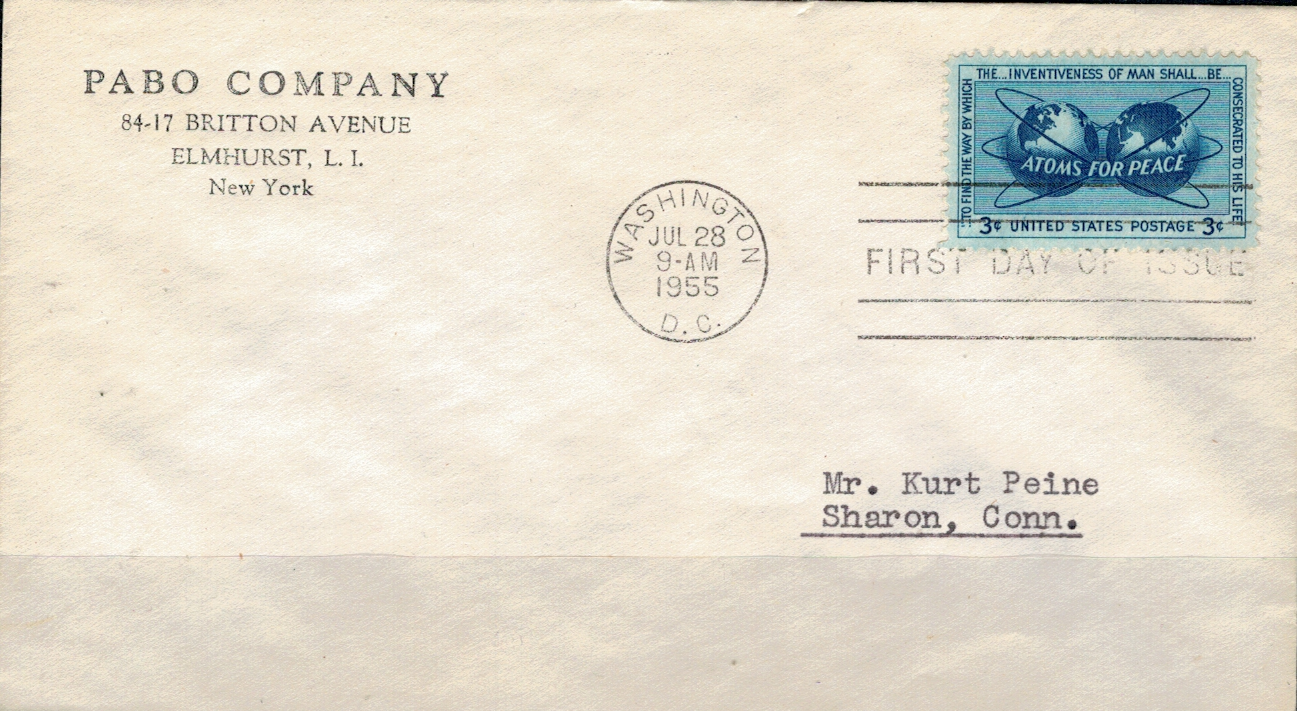 PABO COMPANY
84-17 BRITTON AVENUE
ELMHURST, L. I.
New York
TO FIND THE WAY BY WHICH
THE...INVENTIVENESS OF MAN SHALL...BE...
CONSECRATED TO HIS LIFE
ATOMS FOR PEACE
3¢ UNITED STATES POSTAGE 3¢
WASHINGTON
JUL 28
9-AM
1955
D. C.
FIRST DAY OF ISSUE
Mr. Kurt Peine
Sharon, Conn.